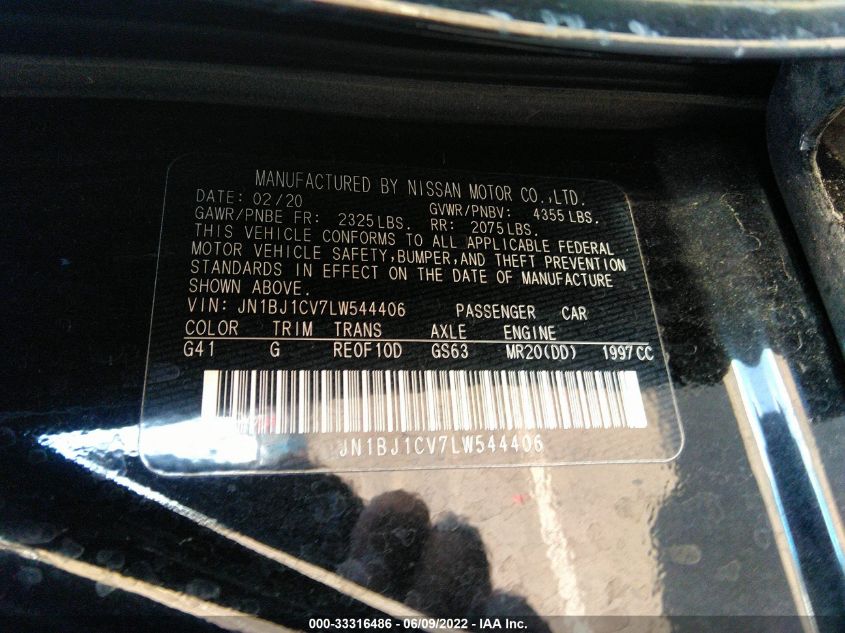 MANUFACTURED BY NISSAN MOTOR CO.,LTD.
DATE: 02/20 GVWR/PNBV: 4355 LBS.
GAWR/PNBE FR: 2325LBS. RR: 2075LBS.
THIS VEHICLE CONFORMS TO ALL APPLICABLE FEDERAL
MOTOR VEHICLE SAFETY,BUMPER,AND THEFT PREVENTION
STANDARDS IN EFFECT ON THE DATE OF MANUFACTURE
SHOWN ABOVE.
VIN: JN1BJ1CV7LW544406 PASSENGER CAR
COLOR TRIM TRANS AXLE ENGINE
G41 G RE0F10D GS63 MR20(DD) 1997CC
JN1BJ1CV7LW544406
000-33316486 - 06/09/2022 - IAA Inc.